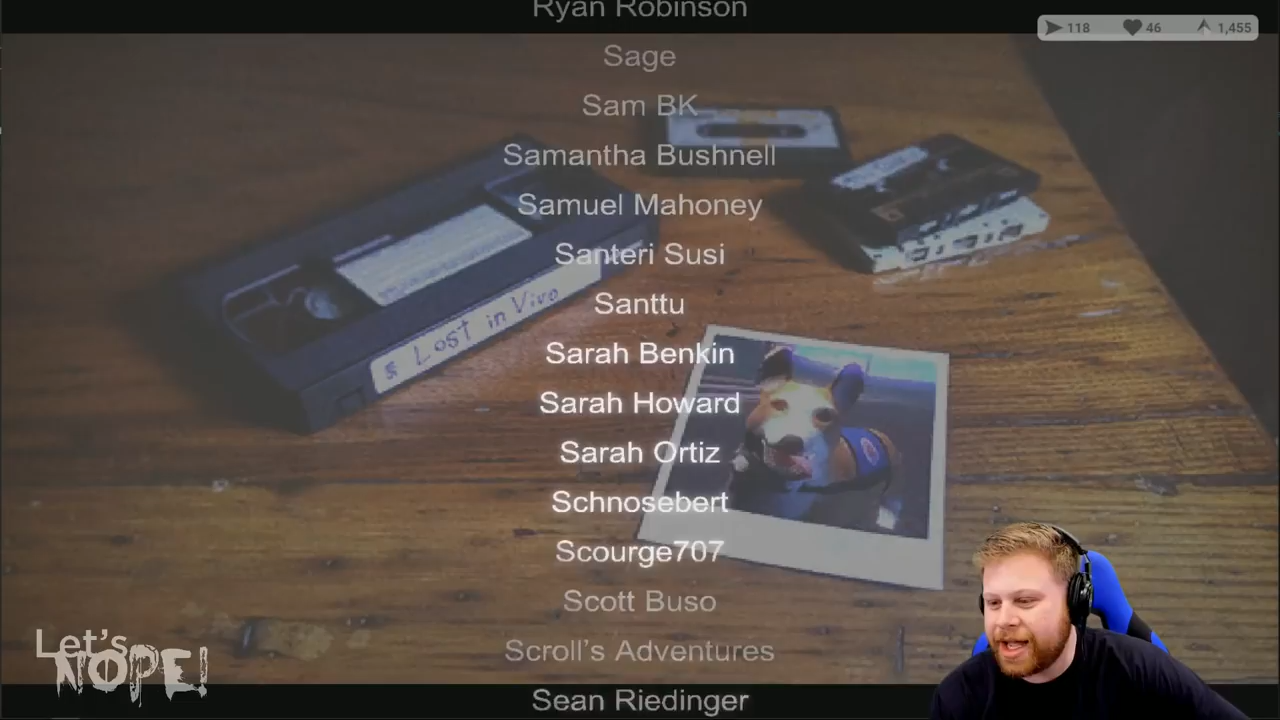 Ryan Robinson
118 46 1,455
Sage
Sam BK
Samantha Bushnell
Samuel Mahoney
Santeri Susi
Santtu
Lost in Vivo
Sarah Benkin
Sarah Howard
Sarah Ortiz
Schnosebert
Scourge707
Scott Buso
Scroll's Adventures
Let's
NOPE!
Sean Riedinger